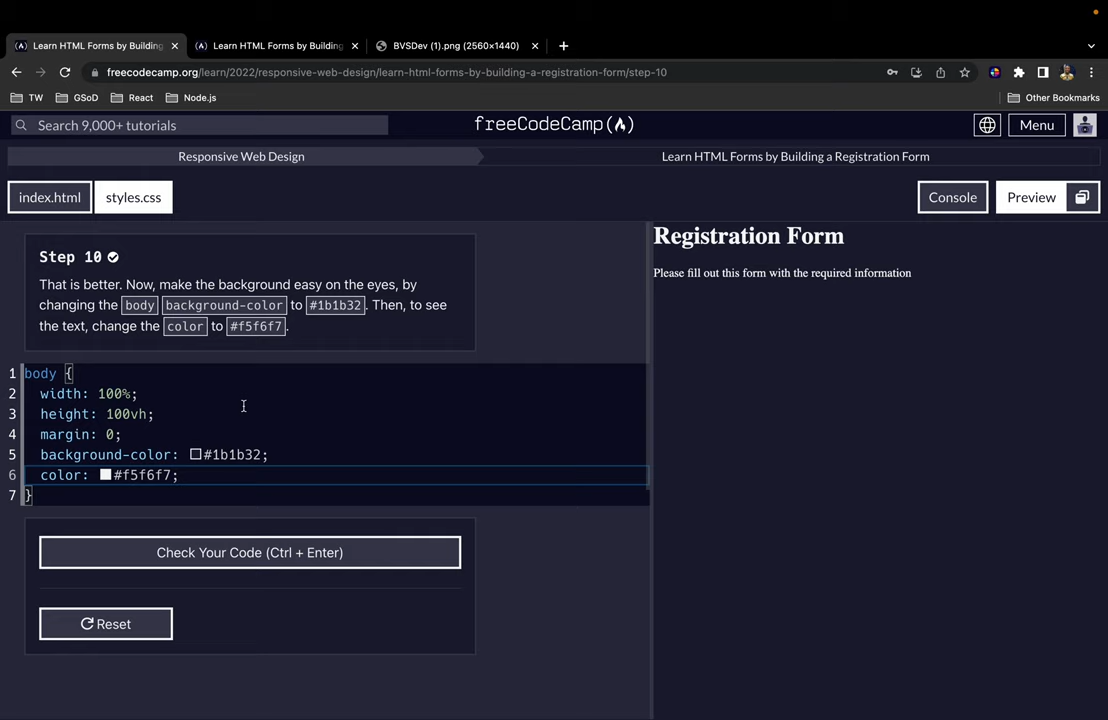 Learn HTML Forms by Building
Learn HTML Forms by Building
BVSDev (1).png (2560×1440)
freecodecamp.org/learn/2022/responsive-web-design/learn-html-forms-by-building-a-registration-form/step-10
TW
GSoD
React
Node.js
Other Bookmarks
Search 9,000+ tutorials
freeCodeCamp
Menu
Responsive Web Design
Learn HTML Forms by Building a Registration Form
index.html
styles.css
Console
Preview
Step 10
That is better. Now, make the background easy on the eyes, by
changing the body background-color to #1b1b32. Then, to see
the text, change the color to #f5f6f7.
1 body {
2 width: 100%;
3 height: 100vh;
4 margin: 0;
5 background-color: #1b1b32;
6 color: #f5f6f7;
7 }
Check Your Code (Ctrl + Enter)
Reset
Registration Form
Please fill out this form with the required information